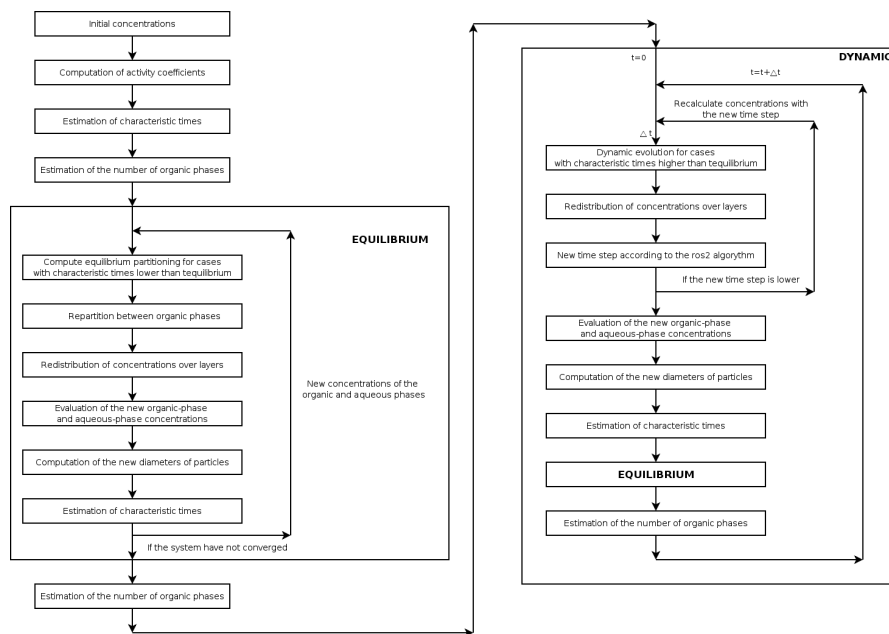 Initial concentrations
Computation of activity coefficients
Estimation of characteristic times
Estimation of the number of organic phases
EQUILIBRIUM
Compute equilibrium partitioning for cases
with characteristic times lower than tequilibrium
Repartition between organic phases
Redistribution of concentrations over layers
New concentrations of the
organic and aqueous phases
Evaluation of the new organic-phase
and aqueous-phase concentrations
Computation of the new diameters of particles
Estimation of characteristic times
If the system have not converged
Estimation of the number of organic phases
DYNAMIC
t=0
t=t+△t
Recalculate concentrations with
the new time step
△ t
Dynamic evolution for cases
with characteristic times higher than tequilibrium
Redistribution of concentrations over layers
New time step according to the ros2 algorythm
If the new time step is lower
Evaluation of the new organic-phase
and aqueous-phase concentrations
Computation of the new diameters of particles
Estimation of characteristic times
EQUILIBRIUM
Estimation of the number of organic phases